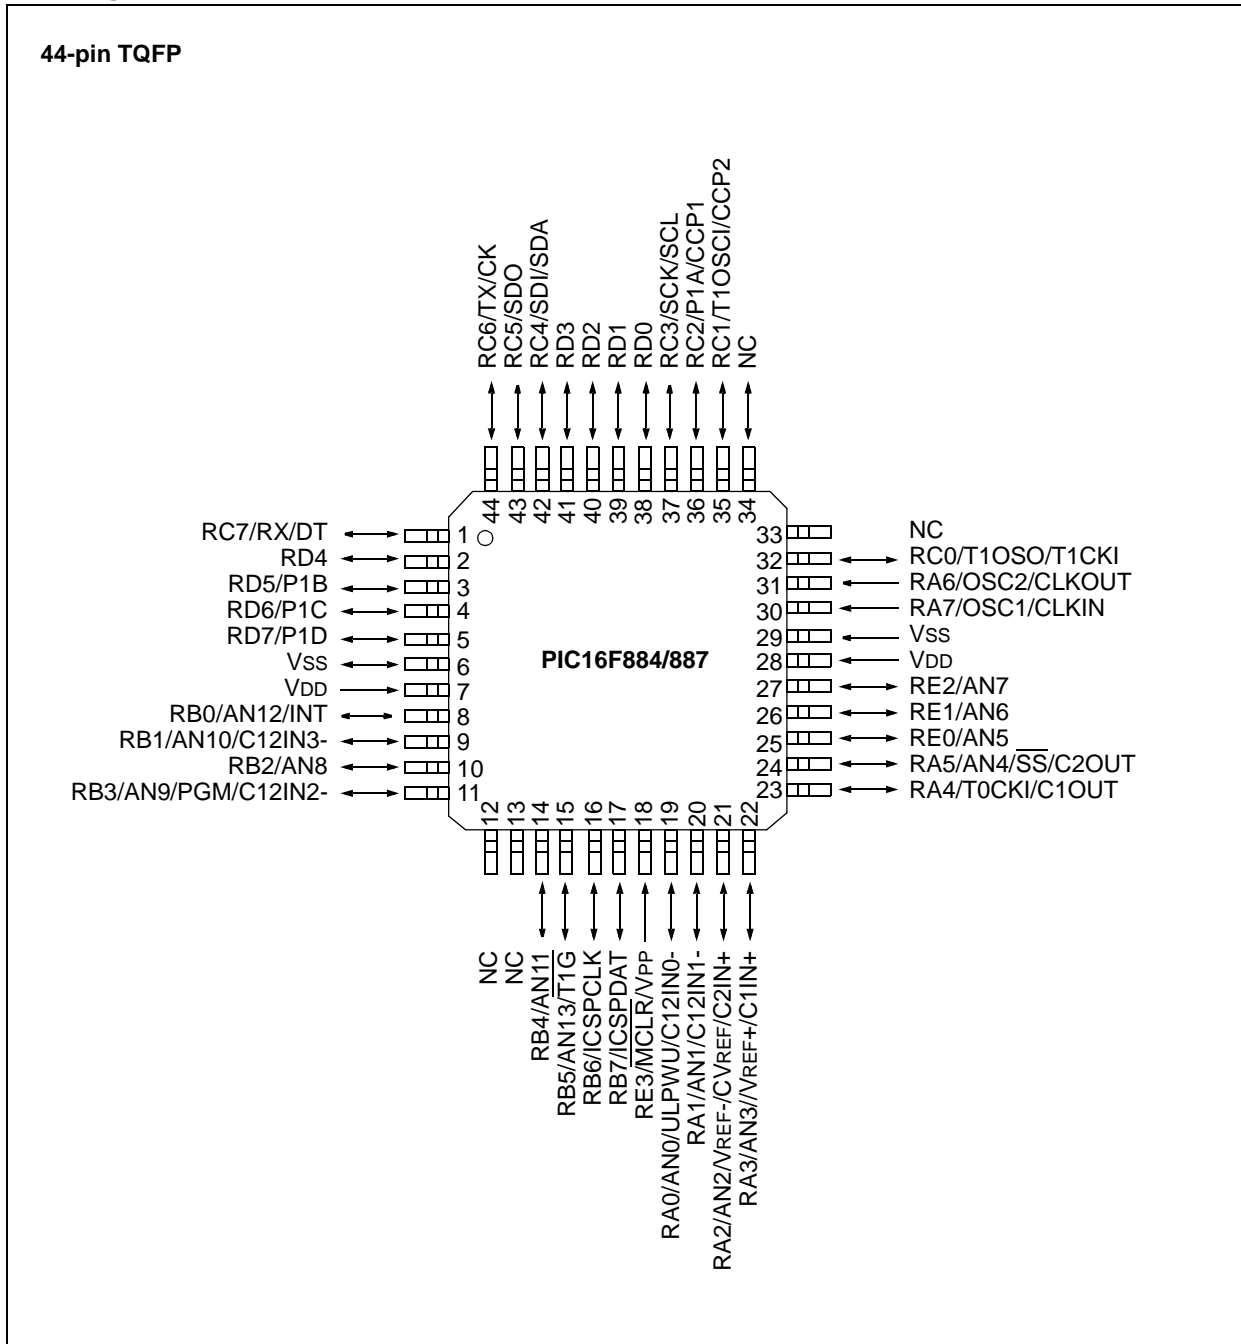 44-pin TQFP
RC6/TX/CK
RC5/SDO
RC4/SDI/SDA
RD3
RD2
RD1
RD0
RC3/SCK/SCL
RC2/P1A/CCP1
RC1/T1OSCI/CCP2
NC
44
43
42
41
40
39
38
37
36
35
34
RC7/RX/DT 1
RD4 2
RD5/P1B 3
RD6/P1C 4
RD7/P1D 5
VSS 6
VDD 7
RB0/AN12/INT 8
RB1/AN10/C12IN3- 9
RB2/AN8 10
RB3/AN9/PGM/C12IN2- 11
PIC16F884/887
33 NC
32 RC0/T1OSO/T1CKI
31 RA6/OSC2/CLKOUT
30 RA7/OSC1/CLKIN
29 VSS
28 VDD
27 RE2/AN7
26 RE1/AN6
25 RE0/AN5
24 RA5/AN4/SS/C2OUT
23 RA4/T0CKI/C1OUT
12
13
14
15
16
17
18
19
20
21
22
NC
NC
RB4/AN11
RB5/AN13/T1G
RB6/ICSPCLK
RB7/ICSPDAT
RE3/MCLR/VPP
RA0/AN0/ULPWU/C12IN0-
RA1/AN1/C12IN1-
RA2/AN2/VREF-/CVREF/C2IN+
RA3/AN3//VREF+/C1IN+